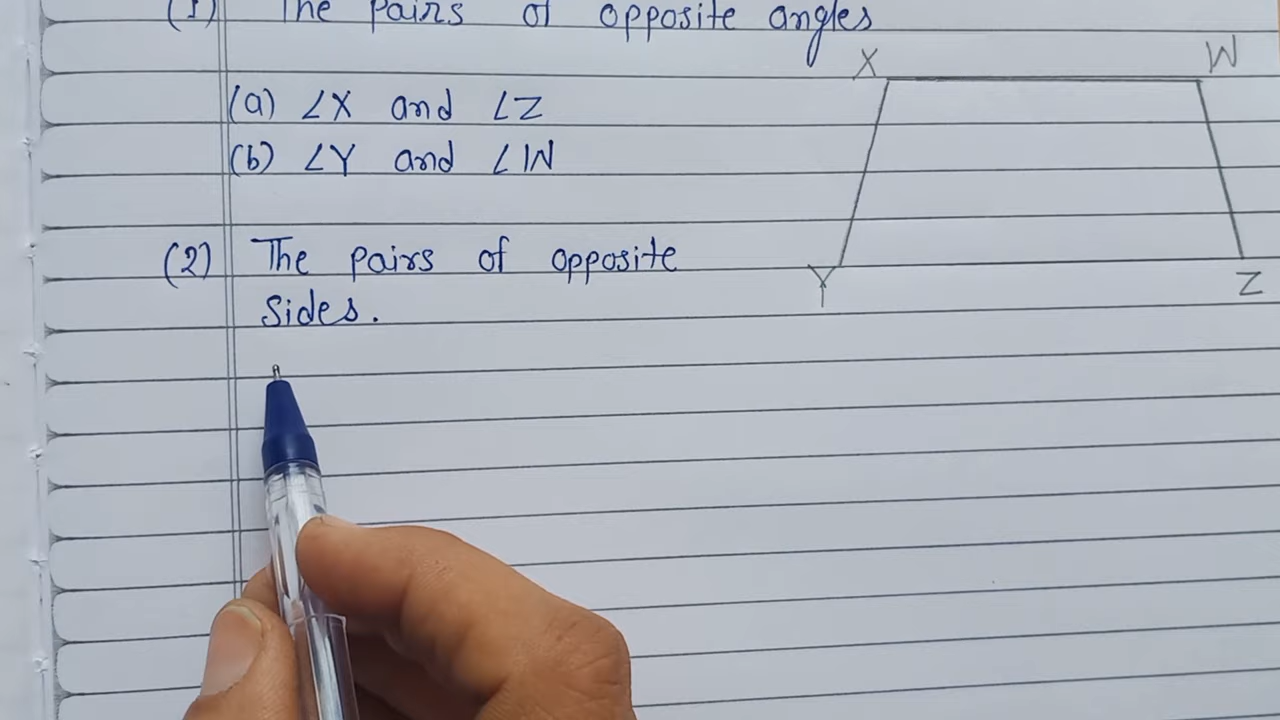 (1) The pairs of opposite angles
(a) ∠X and ∠Z
(b) ∠Y and ∠W
(2) The pairs of opposite
sides.
X W
Y Z